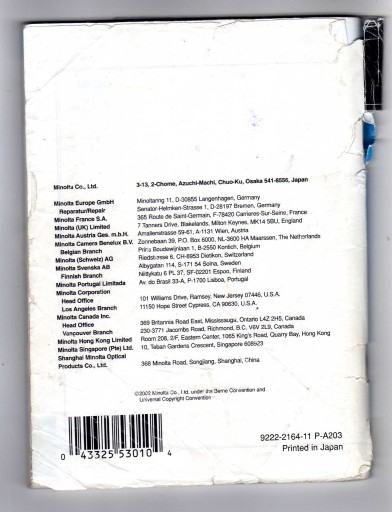 Minolta Co., Ltd. 3-13, 2-Chome, Azuchi-Machi, Chuo-Ku, Osaka 541-8556, Japan
Minolta Europe GmbH Minoltaring 11, D-30855 Langenhagen, Germany
Reparatur/Repair Senator-Helmken-Strasse 1, D-28197 Bremen, Germany
Minolta France S.A. 365 Route de Saint-Germain, F-78420 Carrieres-Sur-Seine, France
Minolta (UK) Limited 7 Tanners Drive, Blakelands, Milton Keynes, MK14 5BU, England
Minolta Austria Ges. m.b.H. Amalienstrasse 59-61, A-1131 Wien, Austria
Minolta Camera Benelux B.V. Zonnebaan 39, P.O. Box 6000, NL-3600 HA Maarssen, The Netherlands
Belgian Branch Prins Boudewijnlaan 1, B-2550 Kontich, Belgium
Minolta (Schweiz) AG Riedstrasse 6, CH-8953 Dietikon, Switzerland
Minolta Svenska AB Albygatan 114, S-171 54 Solna, Sweden
Finnish Branch Niittykatu 6 PL 37, SF-02201 Espoo, Finland
Minolta Portugal Limitada Av. do Brasil 33-A, P-1700 Lisboa, Portugal
Minolta Corporation
Head Office 101 Williams Drive, Ramsey, New Jersey 07446, U.S.A.
Los Angeles Branch 11150 Hope Street Cypress, CA 90630, U.S.A.
Minolta Canada Inc.
Head Office 369 Britannia Road East, Mississauga, Ontario L4Z 2H5, Canada
Vancouver Branch 230-3771 Jacombs Road, Richmond, B.C. V6V 2L9, Canada
Minolta Hong Kong Limited Room 208, 2/F, Eastern Center, 1065 King's Road, Quarry Bay, Hong Kong
Minolta Singapore (Pte) Ltd. 10, Teban Gardens Crescent, Singapore 608923
Shanghai Minolta Optical
Products Co., Ltd. 368 Minolta Road, Songjiang, Shanghai, China
©2002 Minolta Co., Ltd. under the Berne Convention and
Universal Copyright Convention
0 43325 53010 4
9222-2164-11 P-A203
Printed in Japan